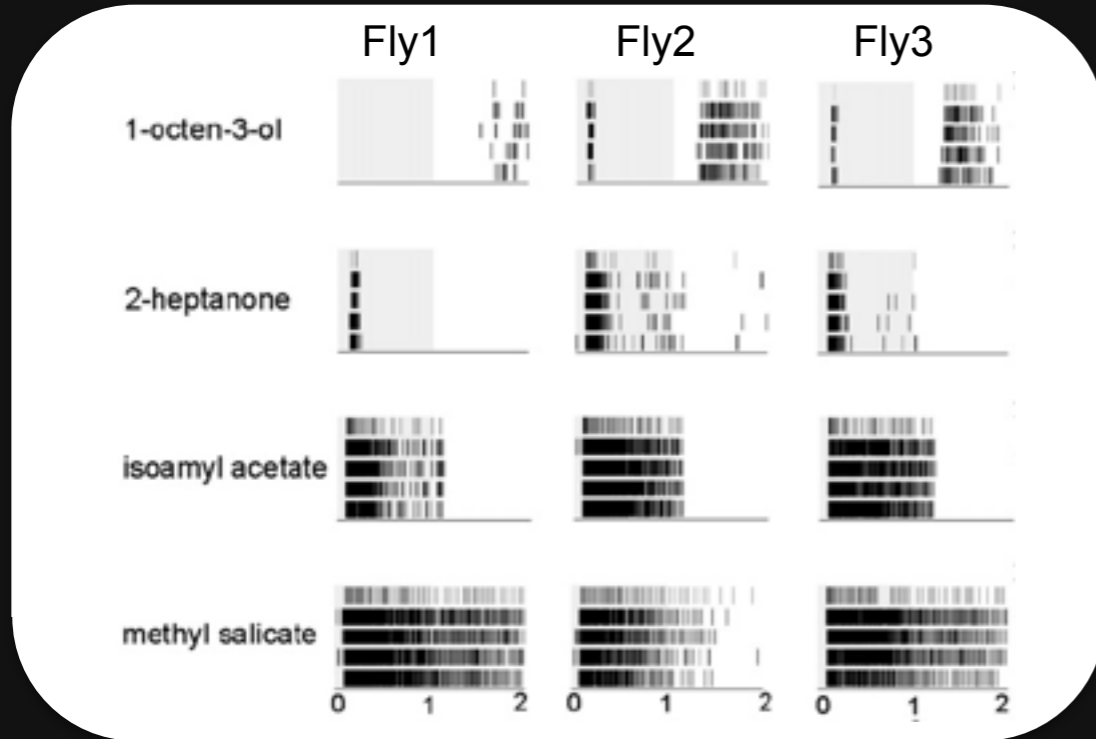 Fly1 Fly2 Fly3
1-octen-3-ol
2-heptanone
isoamyl acetate
methyl salicate
0 1 2 0 1 2 0 1 2